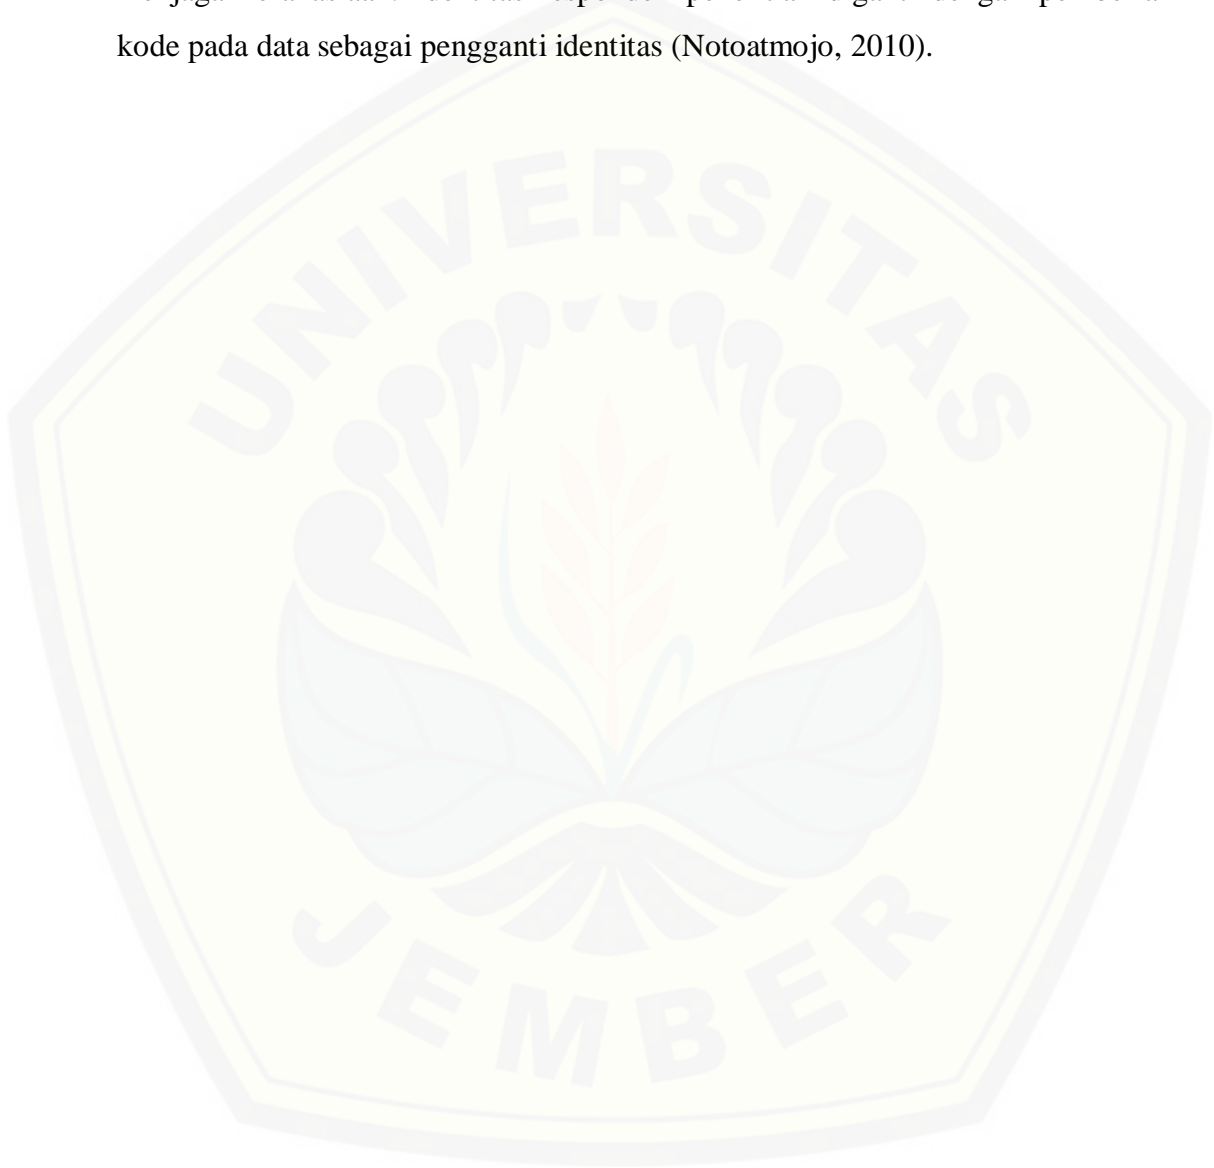 kode pada data sebagai pengganti identitas (Notoatmojo, 2010).
UNIVERSITAS
JEMBER